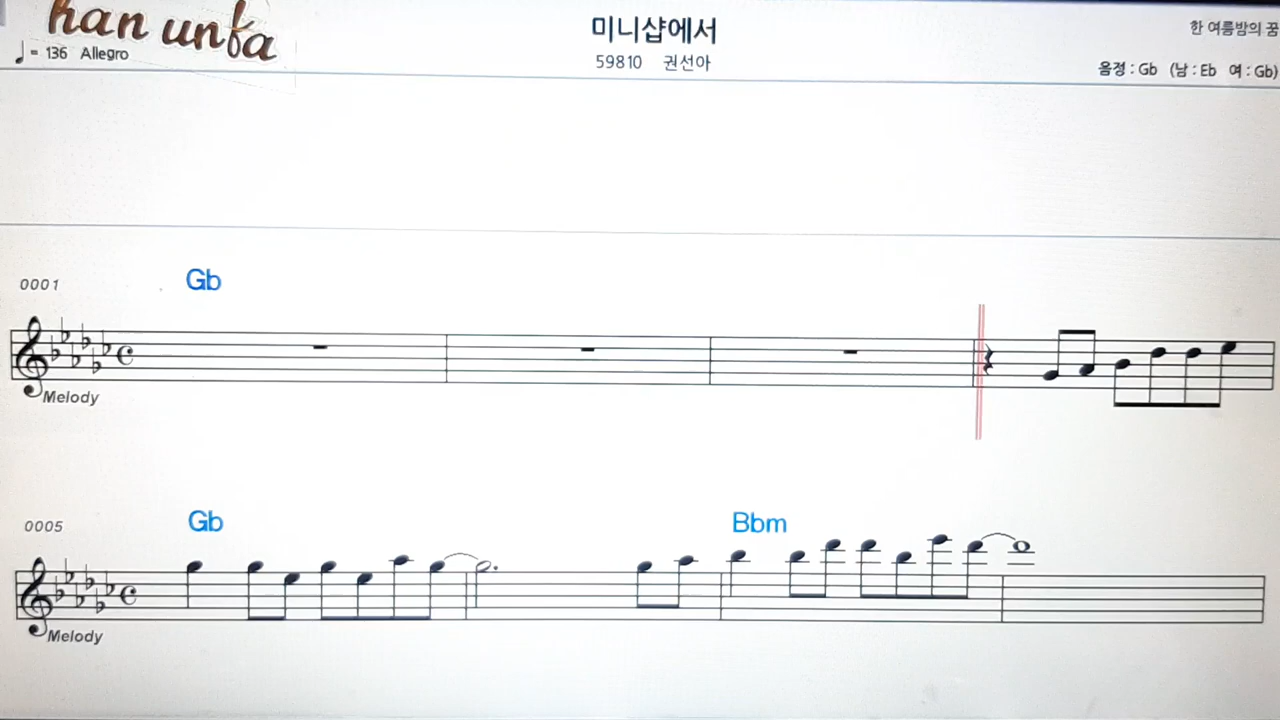 han unfa
♩= 136 Allegro
미니샵에서
59810 권선아
한 여름밤의 꿈
음정 : Gb (남 : Eb 여 : Gb)
0001
Gb
Melody
0005
Gb
Bbm
Melody